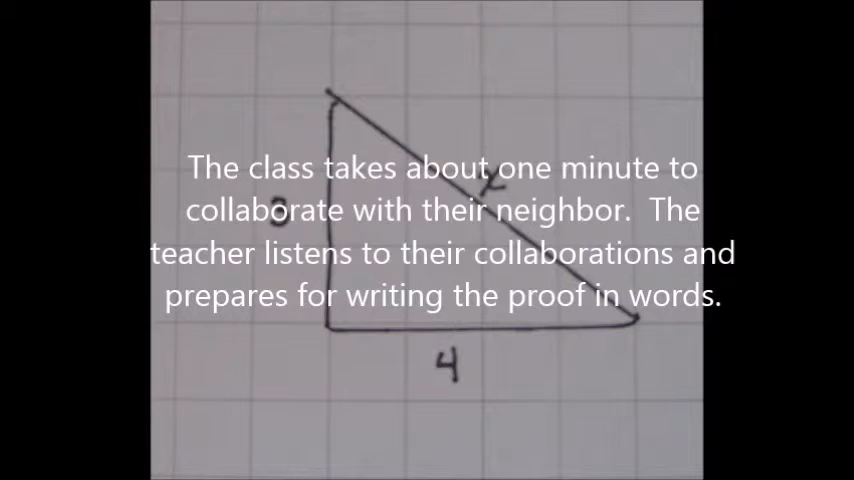 The class takes about one minute to
x
collaborate with their neighbor.  The
3
teacher listens to their collaborations and
prepares for writing the proof in words.
4